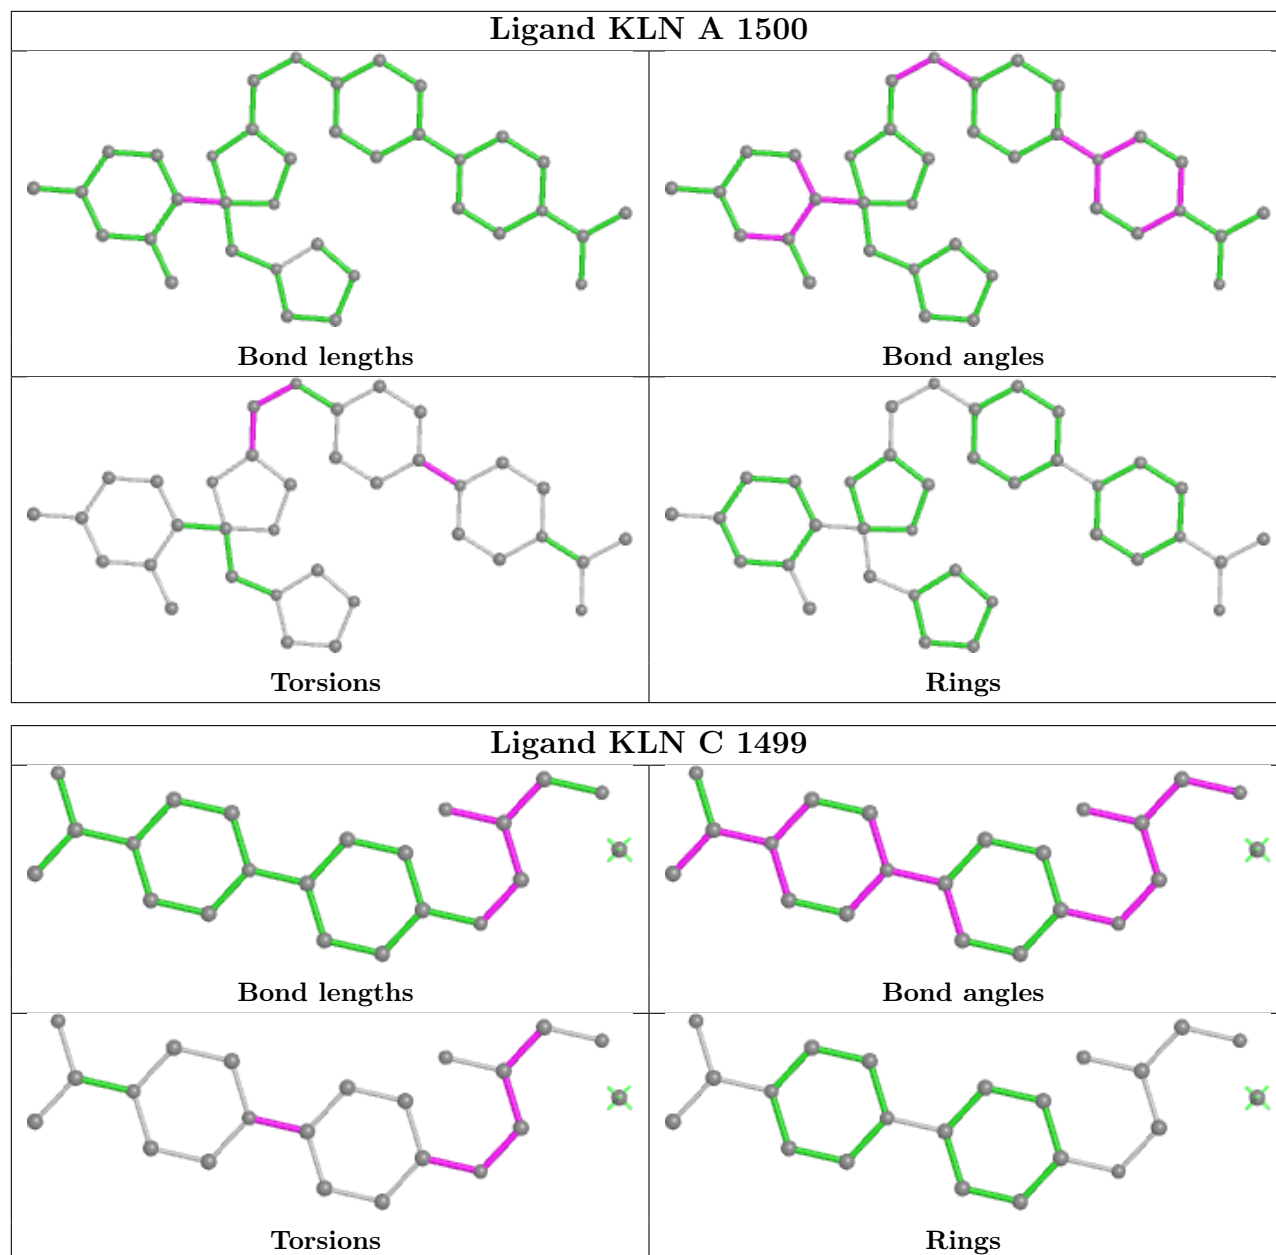 Ligand KLN A 1500
Bond lengths
Bond angles
Torsions
Rings
Ligand KLN C 1499
Bond lengths
Bond angles
Torsions
Rings